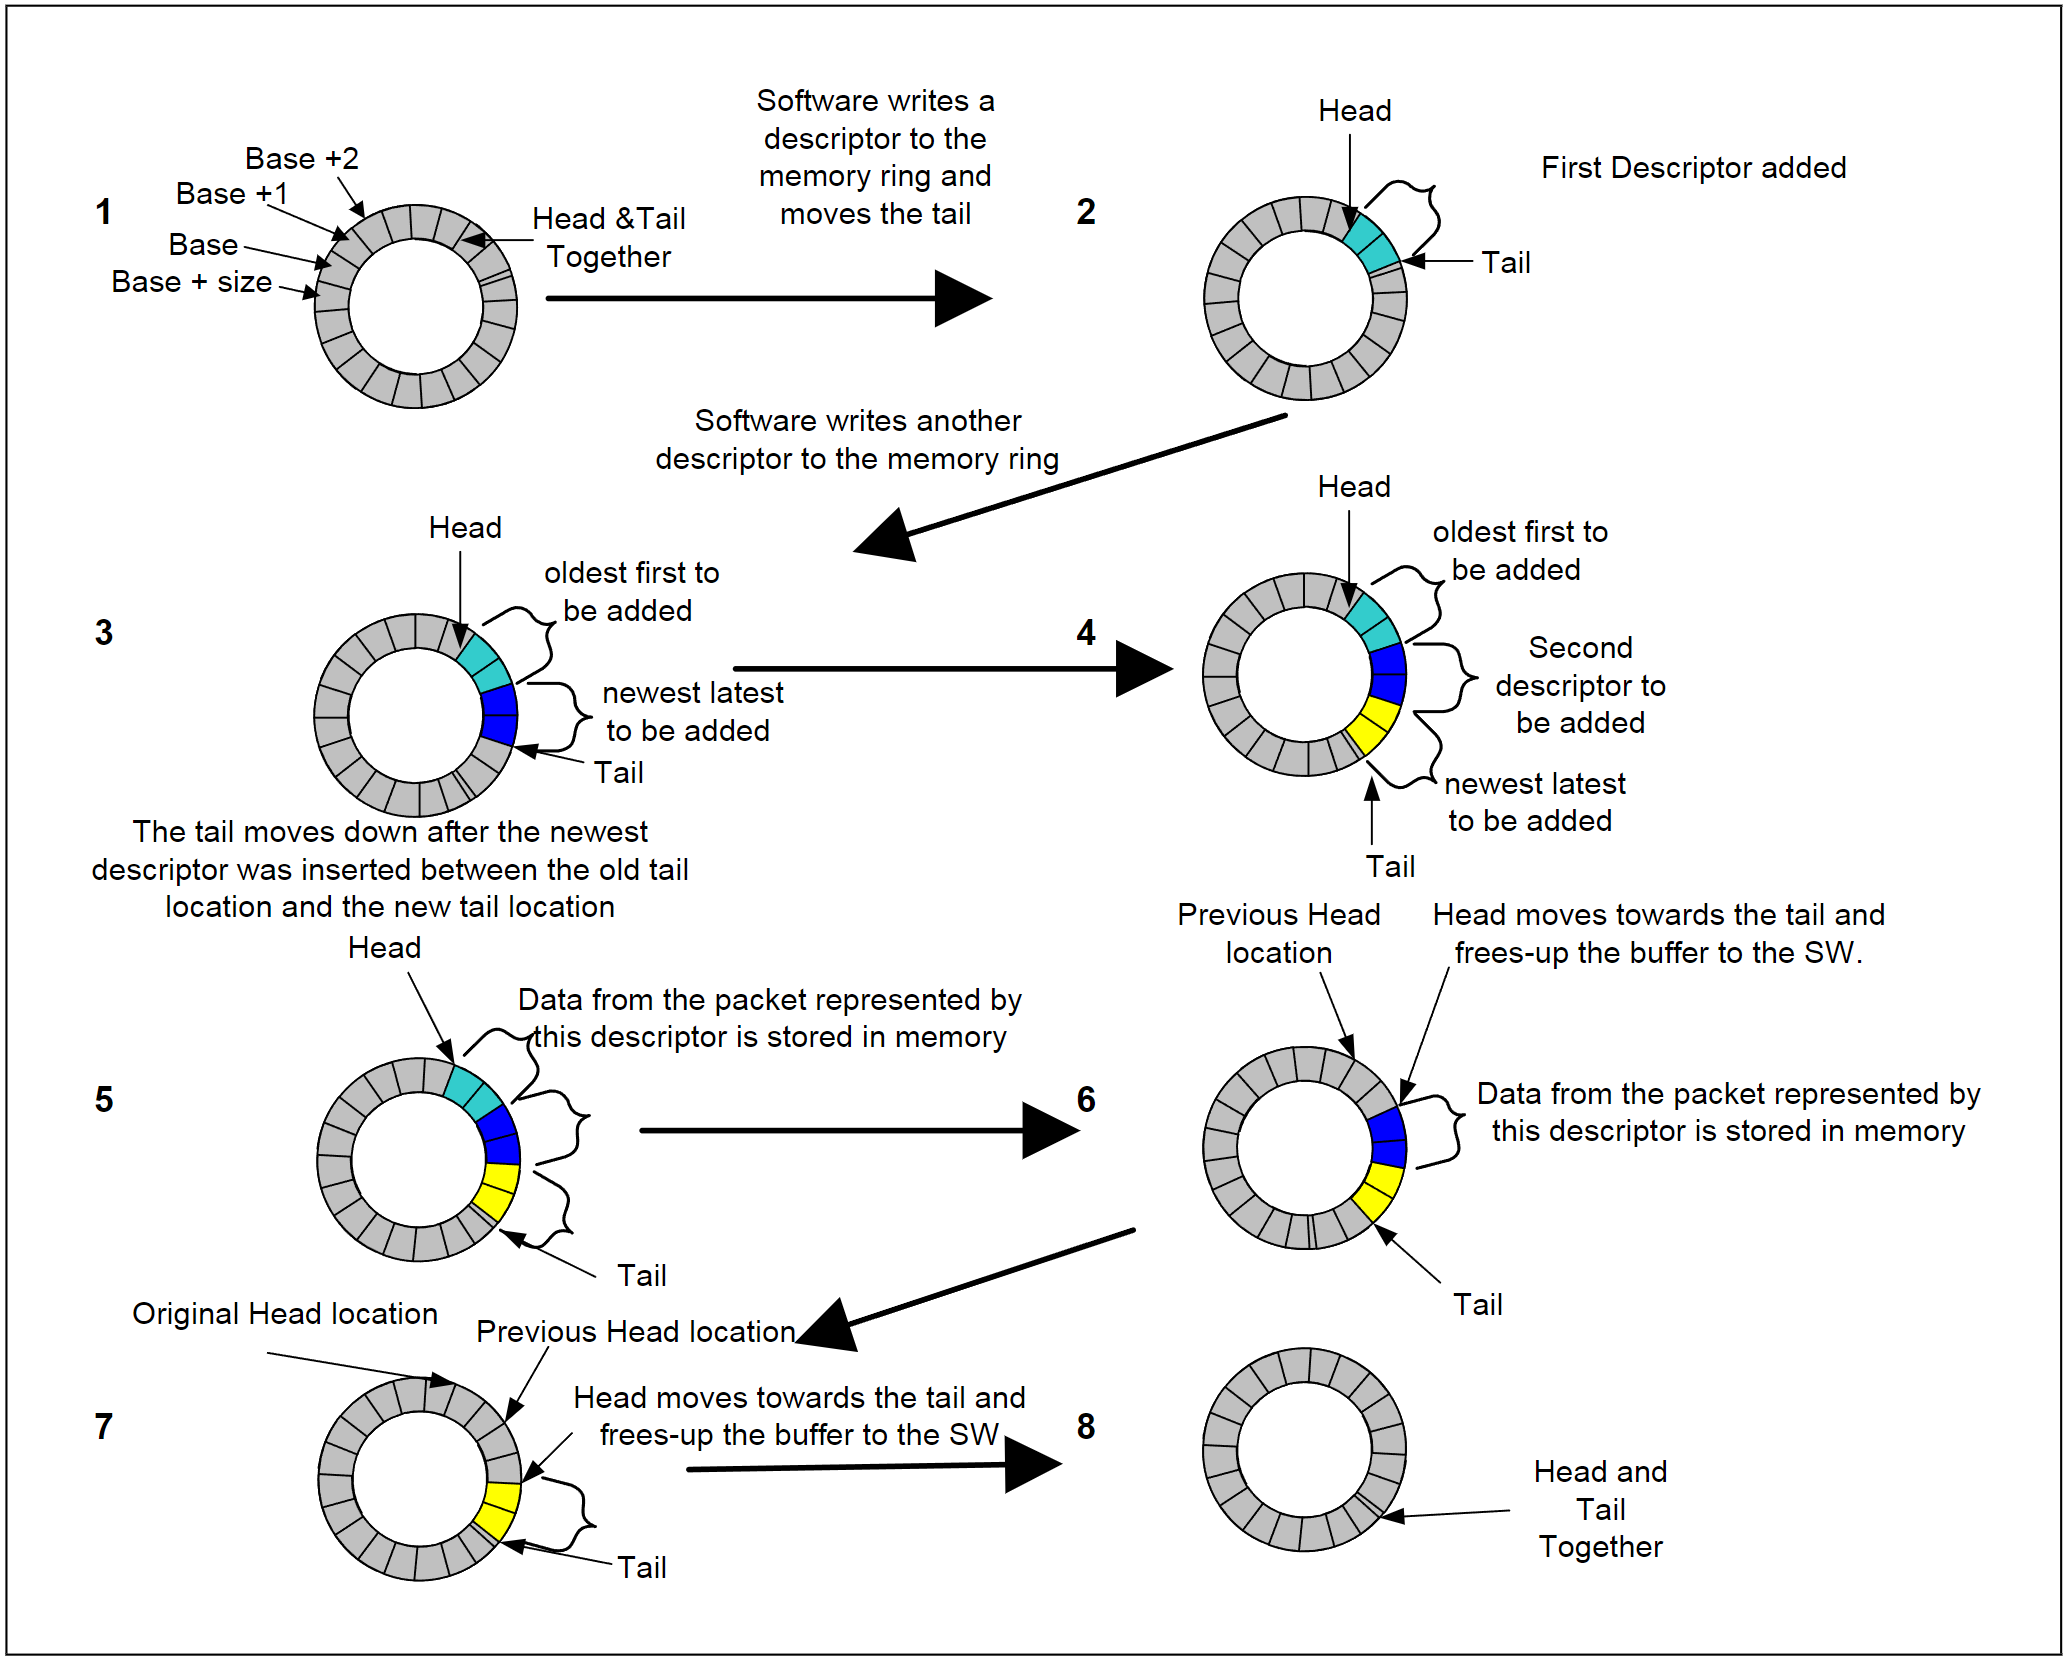 1
Base +2
Base +1
Base
Base + size
Head &Tail
Together
Software writes a
descriptor to the
memory ring and
moves the tail
2
Head
First Descriptor added
Tail
Software writes another
descriptor to the memory ring
3
Head
oldest first to
be added
newest latest
to be added
Tail
The tail moves down after the newest
descriptor was inserted between the old tail
location and the new tail location
4
Head
oldest first to
be added
Second
descriptor to
be added
newest latest
to be added
Tail
5
Head
Data from the packet represented by
this descriptor is stored in memory
Tail
6
Previous Head
location
Head moves towards the tail and
frees-up the buffer to the SW.
Data from the packet represented by
this descriptor is stored in memory
Tail
7
Original Head location
Previous Head location
Head moves towards the tail and
frees-up the buffer to the SW
Tail
8
Head and
Tail
Together